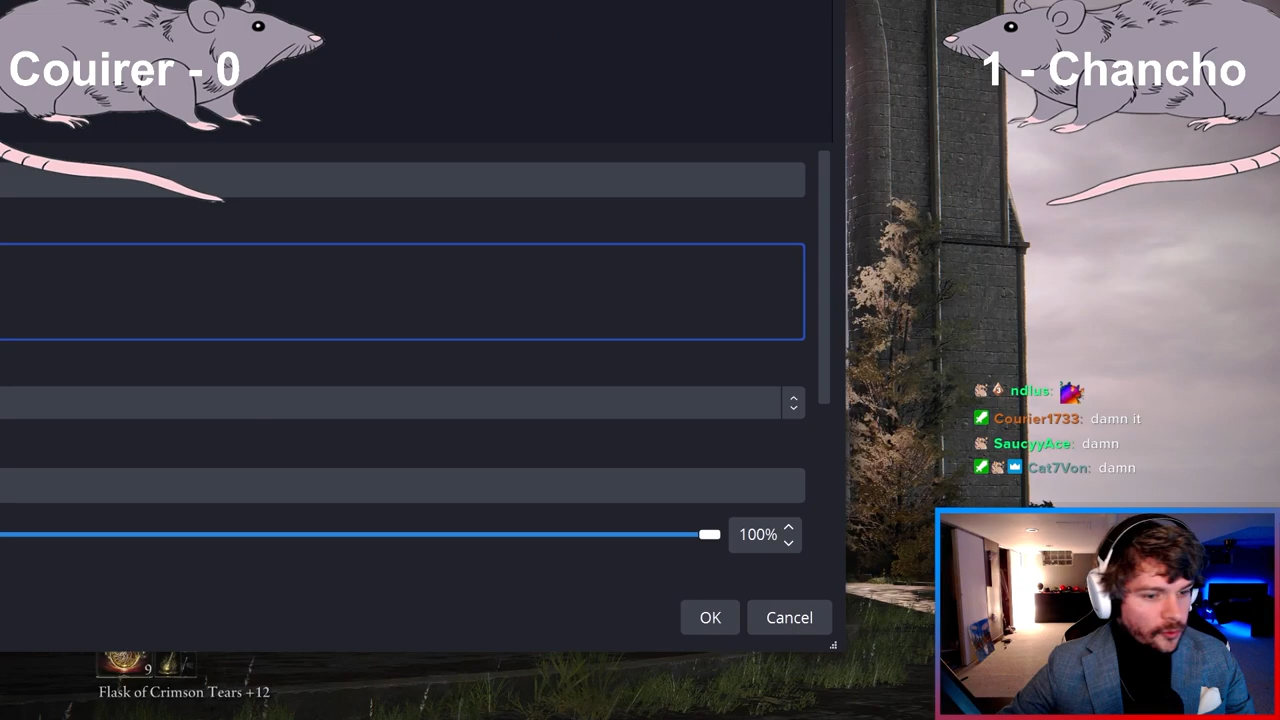 Couirer - 0
1 - Chancho
ndlus:
Courier1733: damn it
SaucyyAce: damn
Cat7Von: damn
100%
OK
Cancel
9
Flask of Crimson Tears +12